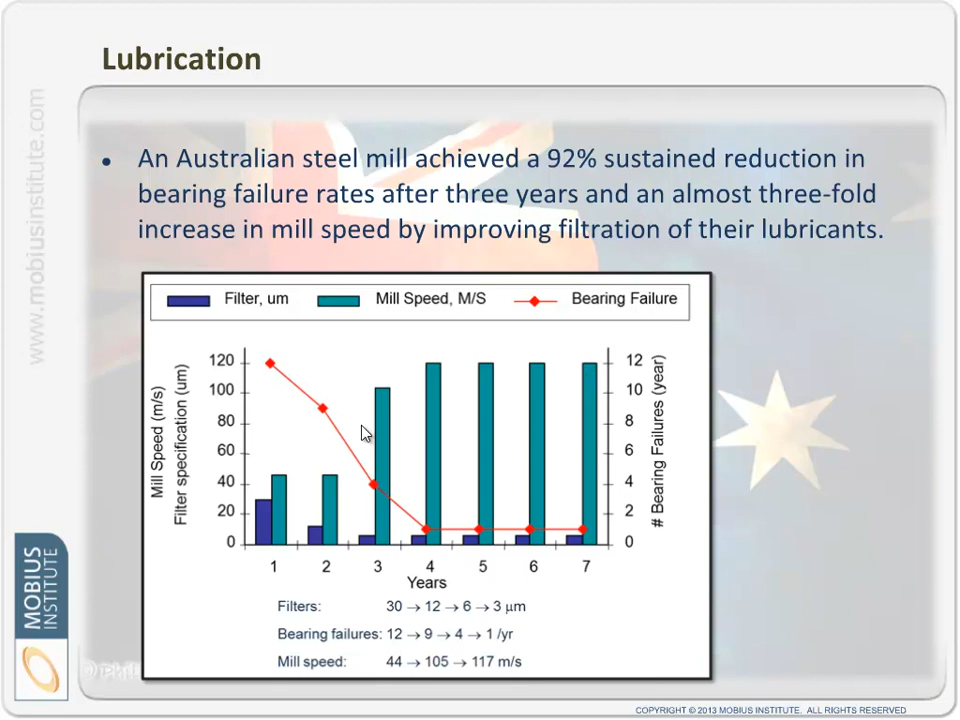 Lubrication
www.mobiusinstitute.com
• An Australian steel mill achieved a 92% sustained reduction in
bearing failure rates after three years and an almost three-fold
increase in mill speed by improving filtration of their lubricants.
Filter, um Mill Speed, M/S Bearing Failure
Mill Speed (m/s)
Filter specification (um)
120
100
80
60
40
20
0
12
10
8
6
4
2
0
# Bearing Failures (year)
1 2 3 4 5 6 7
Years
Filters: 30 → 12 → 6 → 3 μm
Bearing failures: 12 → 9 → 4 → 1 /yr
Mill speed: 44 → 105 → 117 m/s
MOBIUS
INSTITUTE
COPYRIGHT © 2013 MOBIUS INSTITUTE. ALL RIGHTS RESERVED